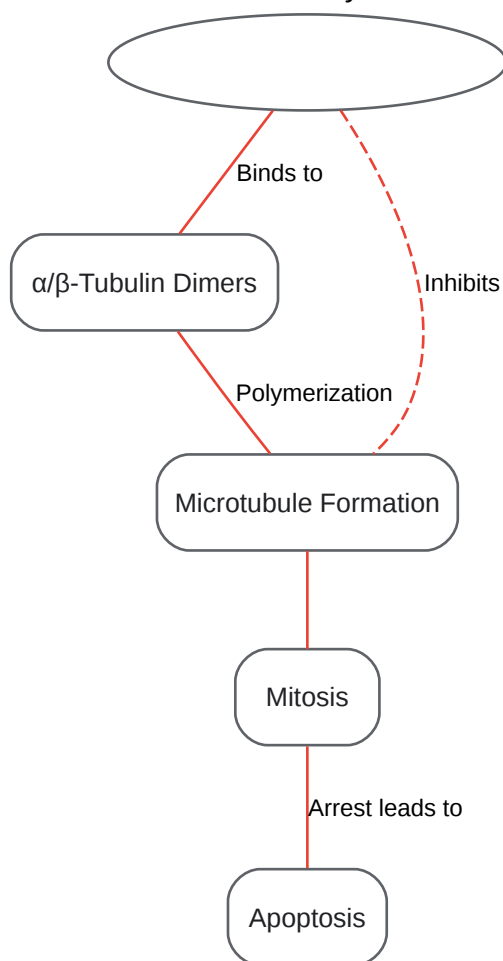 Binds to
α/β-Tubulin Dimers
Inhibits
Polymerization
Microtubule Formation
Mitosis
Arrest leads to
Apoptosis